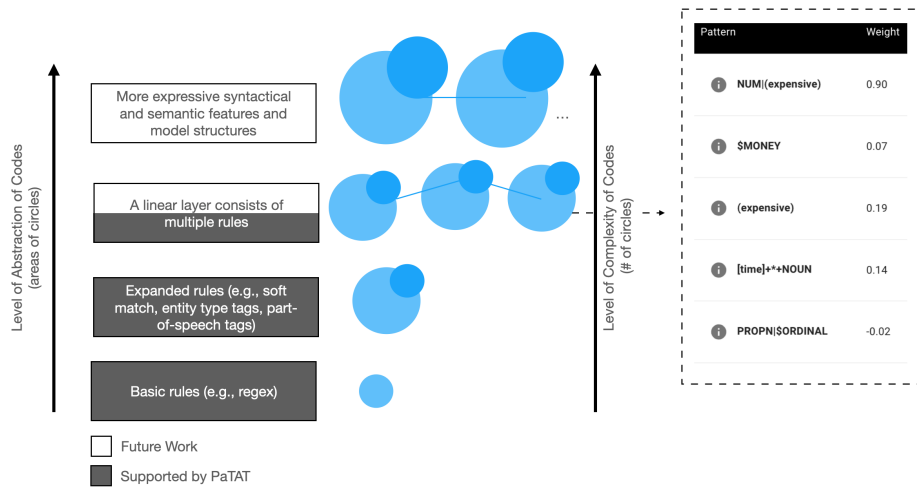 Level of Abstraction of Codes
(areas of circles)
More expressive syntactical
and semantic features and
model structures
...
A linear layer consists of
multiple rules
Expanded rules (e.g., soft
match, entity type tags, part-
of-speech tags)
Basic rules (e.g., regex)
Future Work
Supported by PaTAT
Level of Complexity of Codes
(# of circles)
Pattern Weight
NUM|(expensive) 0.90
$MONEY 0.07
(expensive) 0.19
[time]+*+NOUN 0.14
PROPN|$ORDINAL -0.02